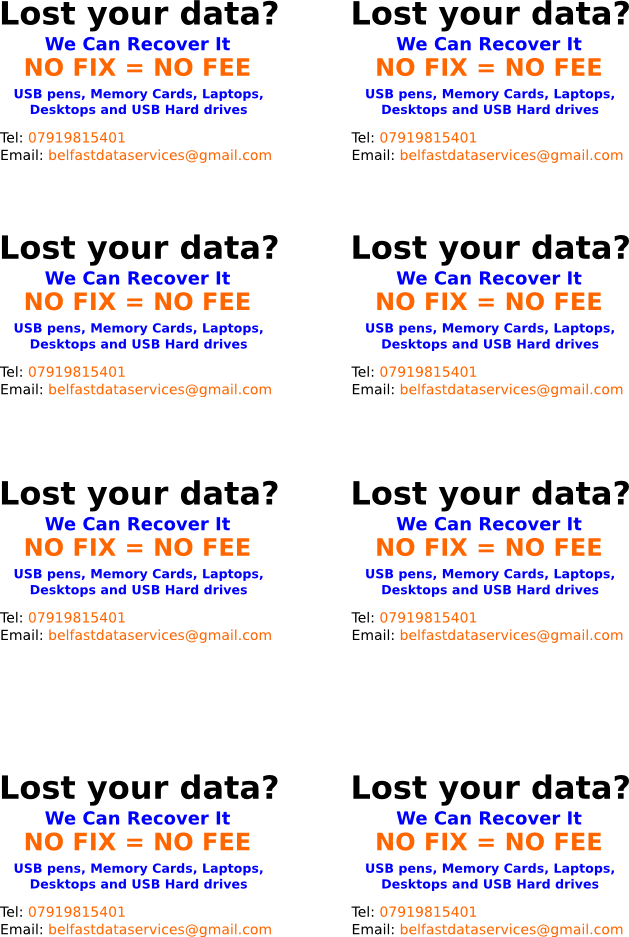 Lost your data?
We Can Recover It
NO FIX = NO FEE
USB pens, Memory Cards, Laptops,
Desktops and USB Hard drives
Tel: 07919815401
Email: belfastdataservices@gmail.com
Lost your data?
We Can Recover It
NO FIX = NO FEE
USB pens, Memory Cards, Laptops,
Desktops and USB Hard drives
Tel: 07919815401
Email: belfastdataservices@gmail.com
Lost your data?
We Can Recover It
NO FIX = NO FEE
USB pens, Memory Cards, Laptops,
Desktops and USB Hard drives
Tel: 07919815401
Email: belfastdataservices@gmail.com
Lost your data?
We Can Recover It
NO FIX = NO FEE
USB pens, Memory Cards, Laptops,
Desktops and USB Hard drives
Tel: 07919815401
Email: belfastdataservices@gmail.com
Lost your data?
We Can Recover It
NO FIX = NO FEE
USB pens, Memory Cards, Laptops,
Desktops and USB Hard drives
Tel: 07919815401
Email: belfastdataservices@gmail.com
Lost your data?
We Can Recover It
NO FIX = NO FEE
USB pens, Memory Cards, Laptops,
Desktops and USB Hard drives
Tel: 07919815401
Email: belfastdataservices@gmail.com
Lost your data?
We Can Recover It
NO FIX = NO FEE
USB pens, Memory Cards, Laptops,
Desktops and USB Hard drives
Tel: 07919815401
Email: belfastdataservices@gmail.com
Lost your data?
We Can Recover It
NO FIX = NO FEE
USB pens, Memory Cards, Laptops,
Desktops and USB Hard drives
Tel: 07919815401
Email: belfastdataservices@gmail.com